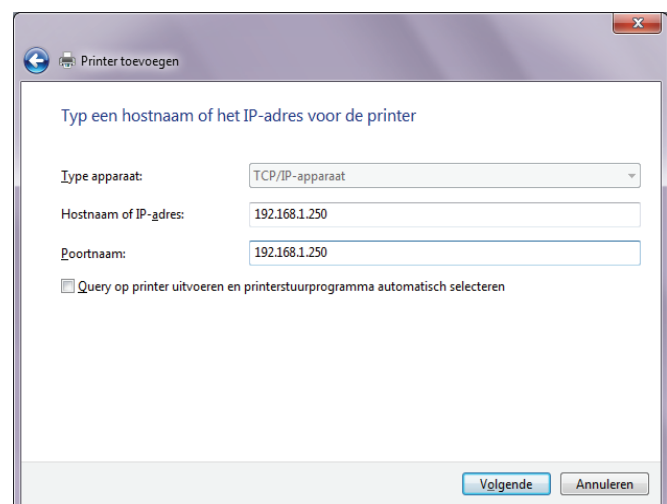 Printer toevoegen
Typ een hostnaam of het IP-adres voor de printer
Type apparaat: TCP/IP-apparaat
Hostnaam of IP-adres: 192.168.1.250
Poortnaam: 192.168.1.250
Query op printer uitvoeren en printerstuurprogramma automatisch selecteren
Volgende Annuleren